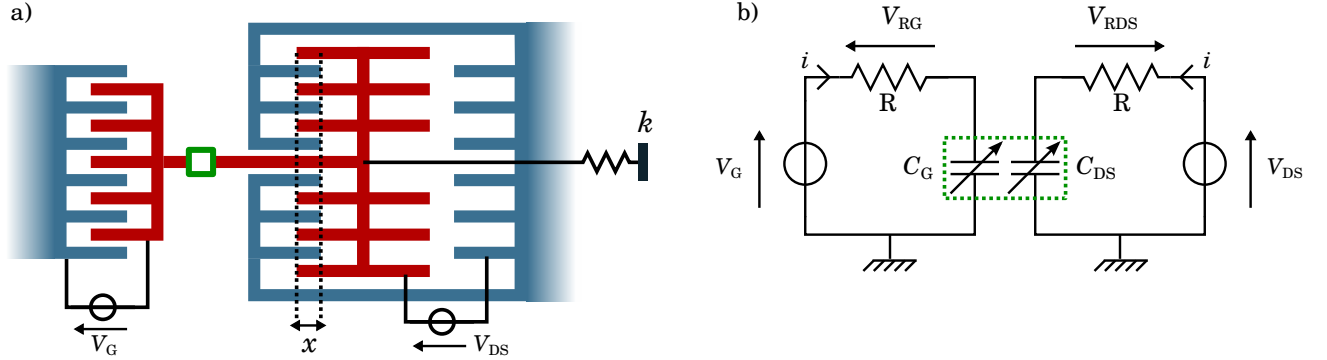 a)
k
x
V_G
V_DS
b)
V_RG
V_RDS
i
i
R
R
V_G
C_G
C_DS
V_DS